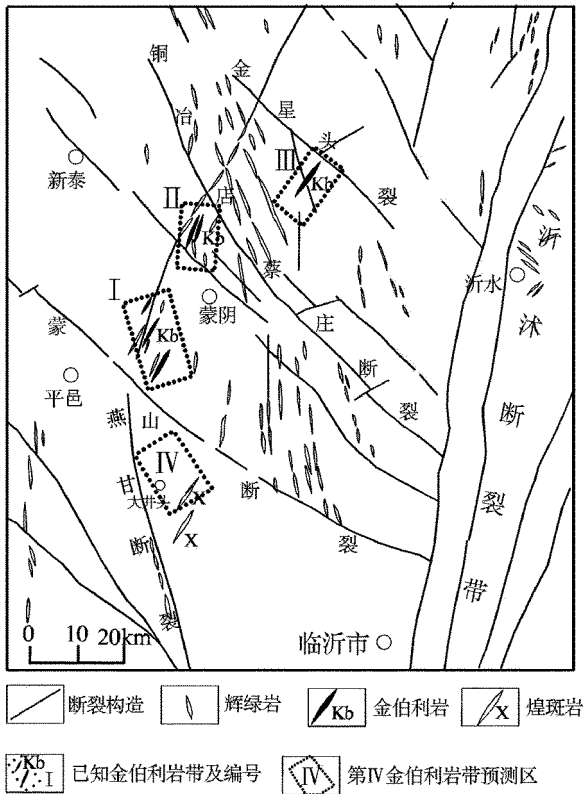 铜
冶
店
蔡
庄
断
裂
金
星
头
裂
新泰
Ⅲ
Kb
Ⅱ
Kb
Ⅰ
Kb
蒙阴
沂水
沂
沭
断
裂
带
蒙
山
断
裂
平邑
燕
甘
断
裂
Ⅳ
大井头
X
X
0 10 20km
临沂市
断裂构造
辉绿岩
Kb 金伯利岩
X 煌斑岩
Kb Ⅰ 已知金伯利岩带及编号
Ⅳ 第Ⅳ金伯利岩带预测区